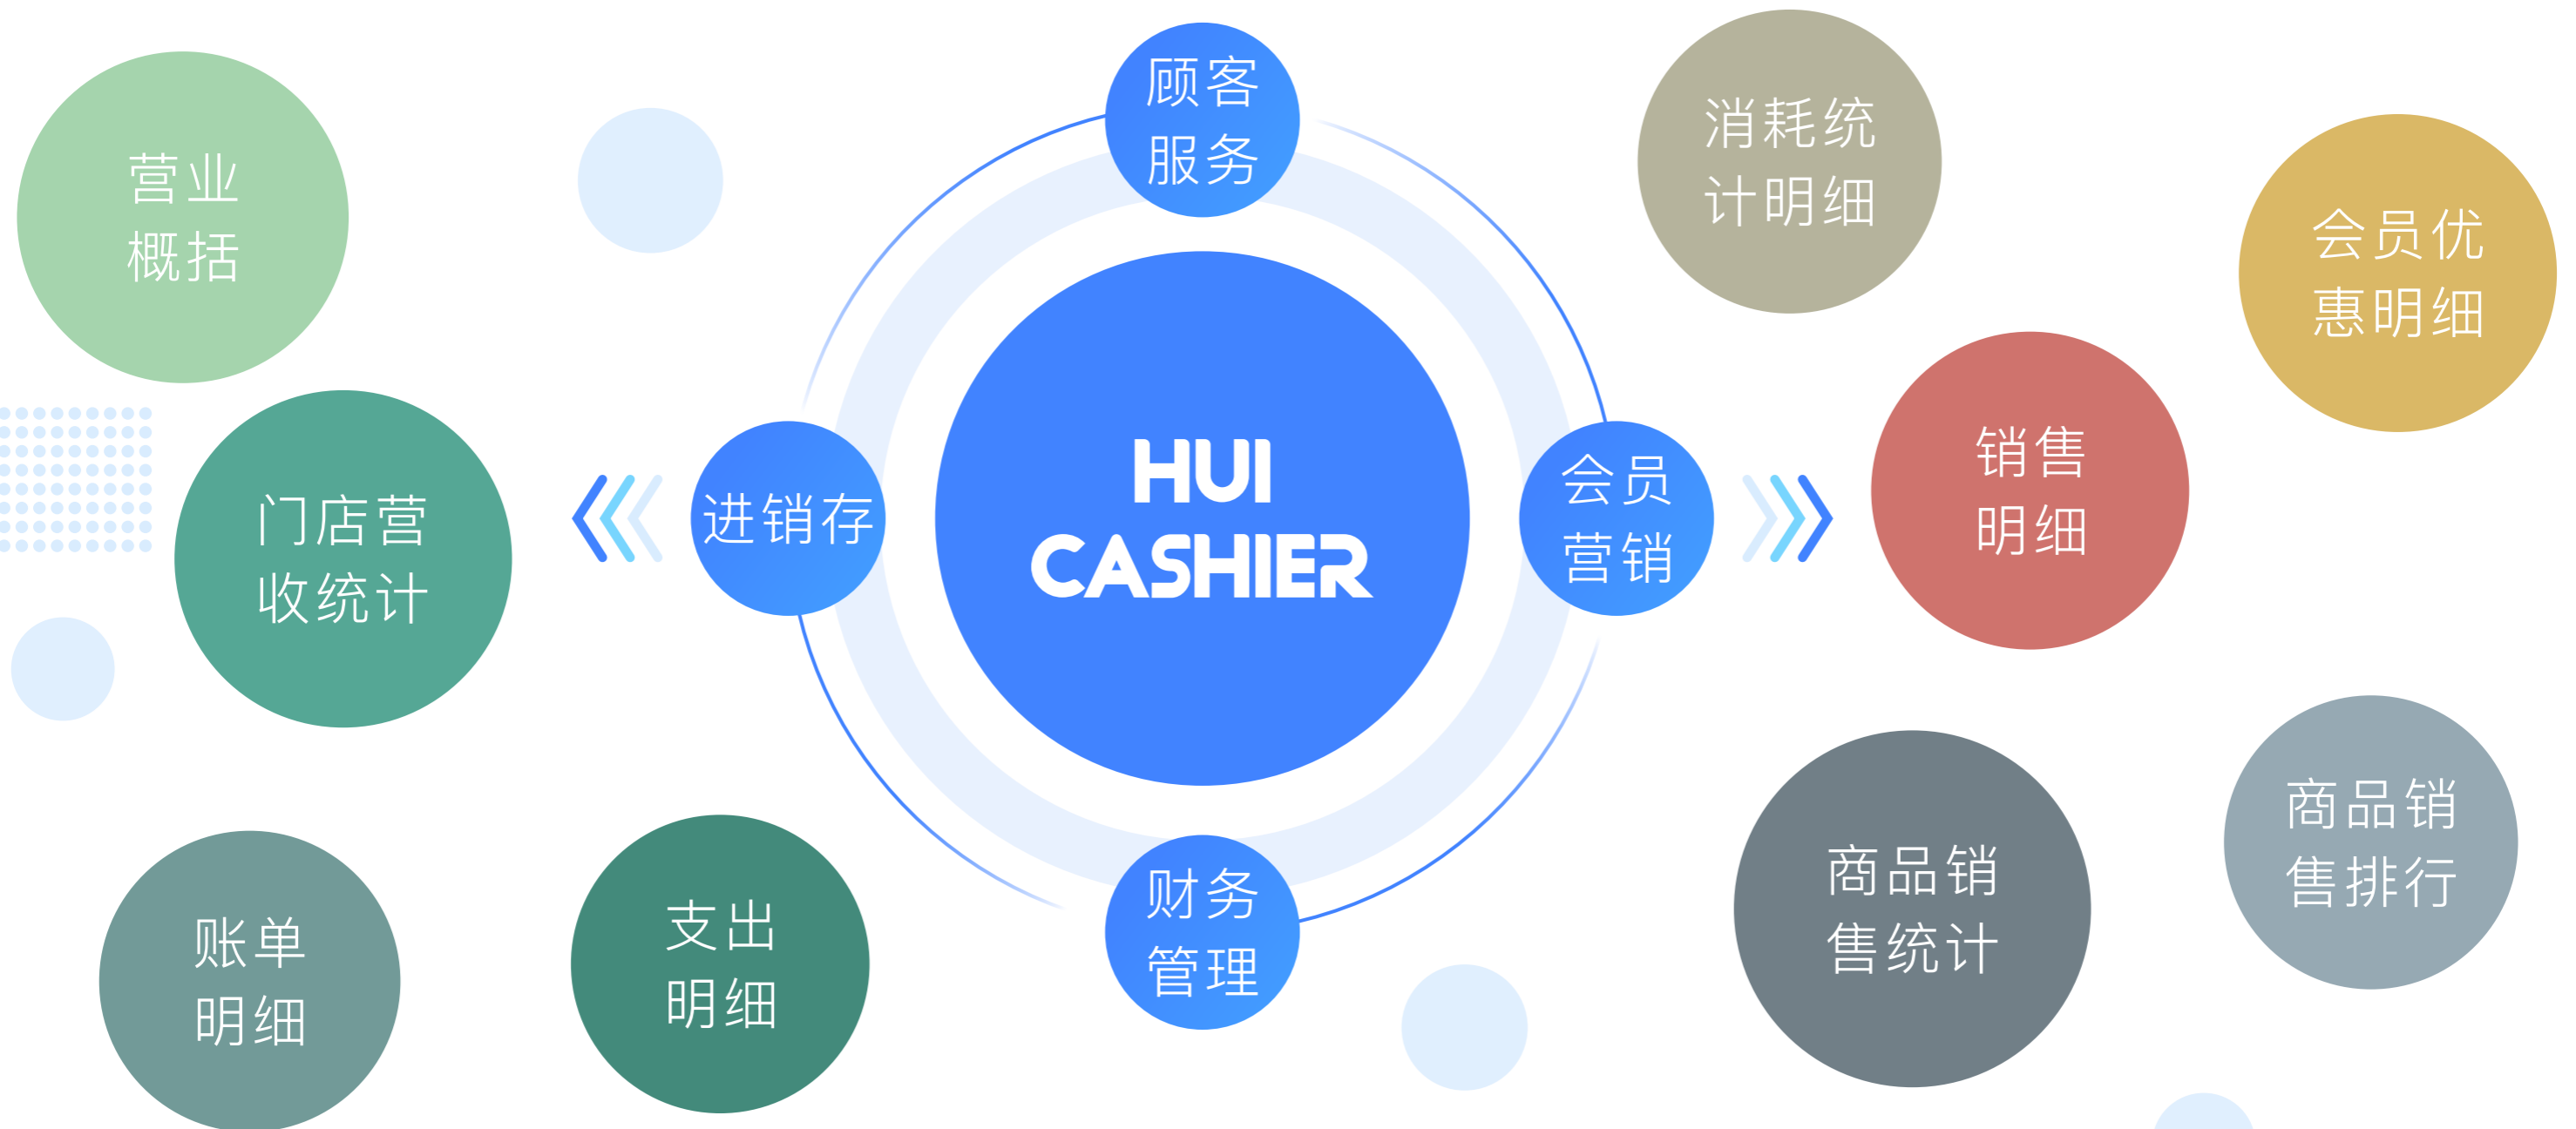 营业
概括
门店营
收统计
账单
明细
支出
明细
顾客
服务
进销存
HUI
CASHIER
会员
营销
财务
管理
消耗统
计明细
会员优
惠明细
销售
明细
商品销
售统计
商品销
售排行